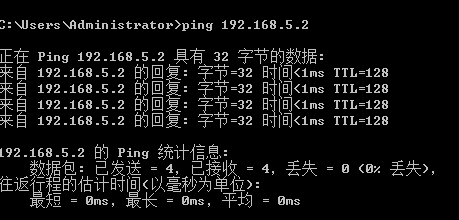 C:\Users\Administrator>ping 192.168.5.2
正在 Ping 192.168.5.2 具有 32 字节的数据:
来自 192.168.5.2 的回复: 字节=32 时间<1ms TTL=128
来自 192.168.5.2 的回复: 字节=32 时间<1ms TTL=128
来自 192.168.5.2 的回复: 字节=32 时间<1ms TTL=128
来自 192.168.5.2 的回复: 字节=32 时间<1ms TTL=128
192.168.5.2 的 Ping 统计信息:
数据包: 已发送 = 4, 已接收 = 4, 丢失 = 0 (0% 丢失),
往返行程的估计时间(以毫秒为单位):
最短 = 0ms, 最长 = 0ms, 平均 = 0ms